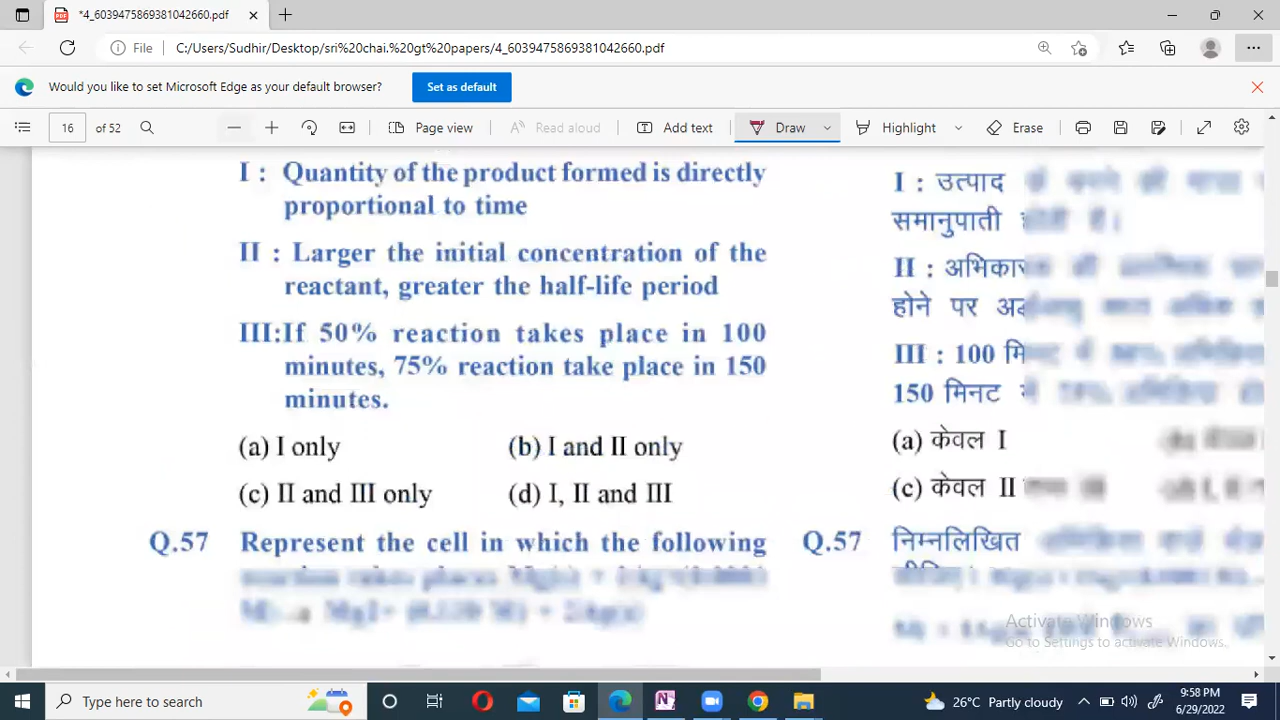 *4_6039475869381042660.pdf
File C:/Users/Sudhir/Desktop/sri%20chai.%20gt%20papers/4_6039475869381042660.pdf
Would you like to set Microsoft Edge as your default browser? Set as default
16 of 52 Page view Read aloud Add text Draw Highlight Erase
I : Quantity of the product formed is directly
proportional to time
II : Larger the initial concentration of the
reactant, greater the half-life period
III:If 50% reaction takes place in 100
minutes, 75% reaction take place in 150
minutes.
(a) I only (b) I and II only
(c) II and III only (d) I, II and III
Q.57 Represent the cell in which the following
I : उत्पाद
समानुपाती
II :
होने पर
III : 100
150 मिनट
(a) केवल I
(c) केवल II
Q.57 निम्नलिखित
Activate Windows
Go to Settings to activate Windows.
Type here to search
26°C Partly cloudy
9:58 PM
6/29/2022